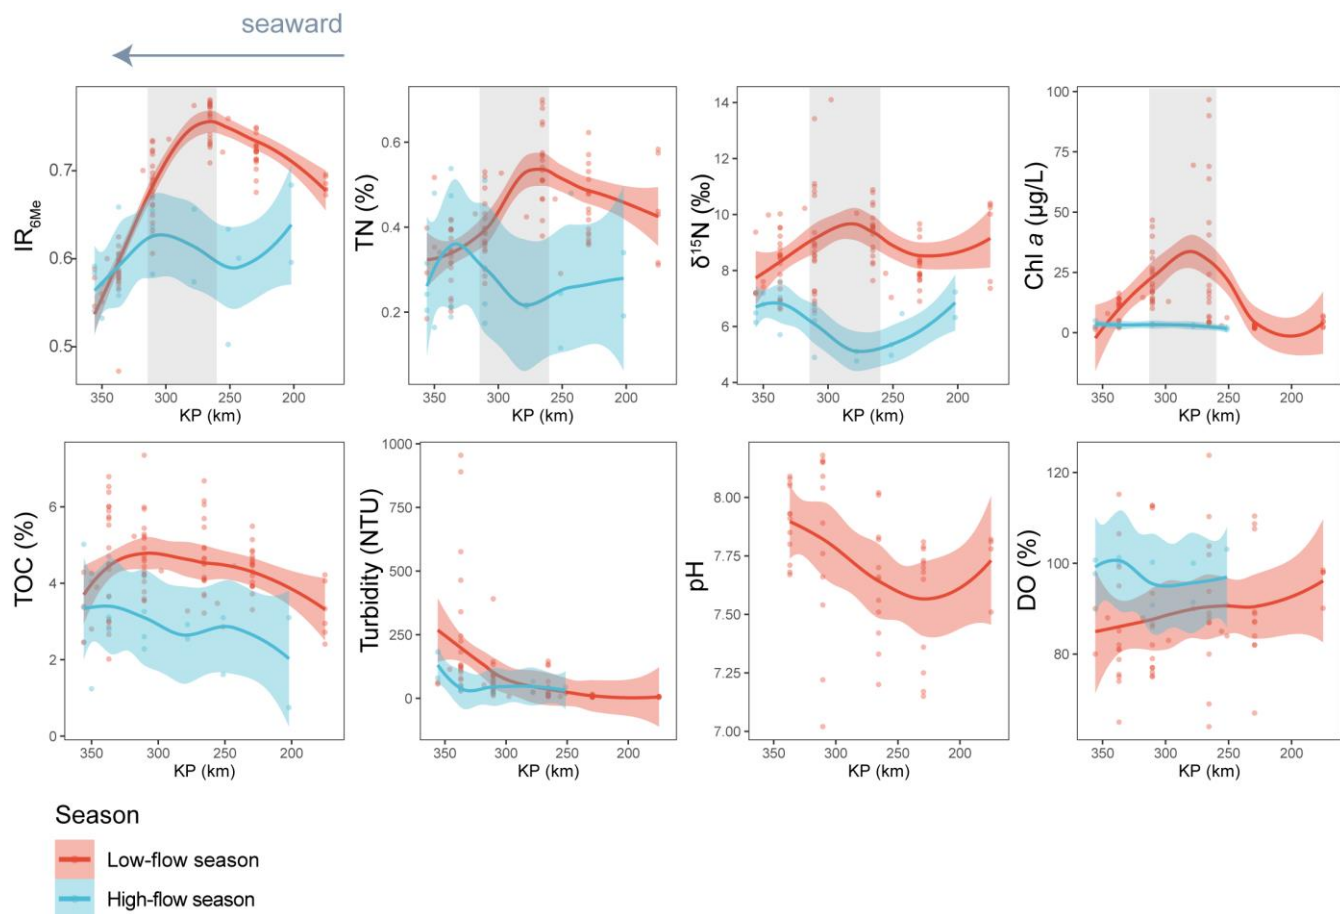 seaward
IR6Me
0.7
0.6
0.5
350 300 250 200
KP (km)
TN (%)
0.6
0.4
0.2
350 300 250 200
KP (km)
δ¹⁵N (‰)
14
12
10
8
6
4
350 300 250 200
KP (km)
Chl a (µg/L)
100
75
50
25
0
350 300 250 200
KP (km)
TOC (%)
6
4
2
0
350 300 250 200
KP (km)
Turbidity (NTU)
1000
750
500
250
0
350 300 250 200
KP (km)
pH
8.00
7.75
7.50
7.25
7.00
350 300 250 200
KP (km)
DO (%)
120
100
80
350 300 250 200
KP (km)
Season
Low-flow season
High-flow season